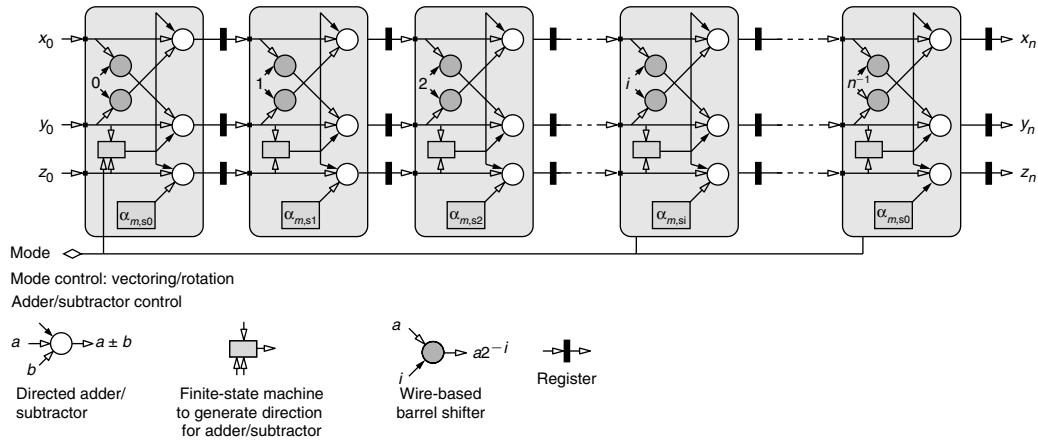 x0 0 1 2 i n-1 xn
y0 yn
z0 zn
αm,s0 αm,s1 αm,s2 αm,si αm,s0
Mode
Mode control: vectoring/rotation
Adder/subtractor control
a b a ± b
a i a2−i
Directed adder/
subtractor
Finite-state machine
to generate direction
for adder/subtractor
Wire-based
barrel shifter
Register